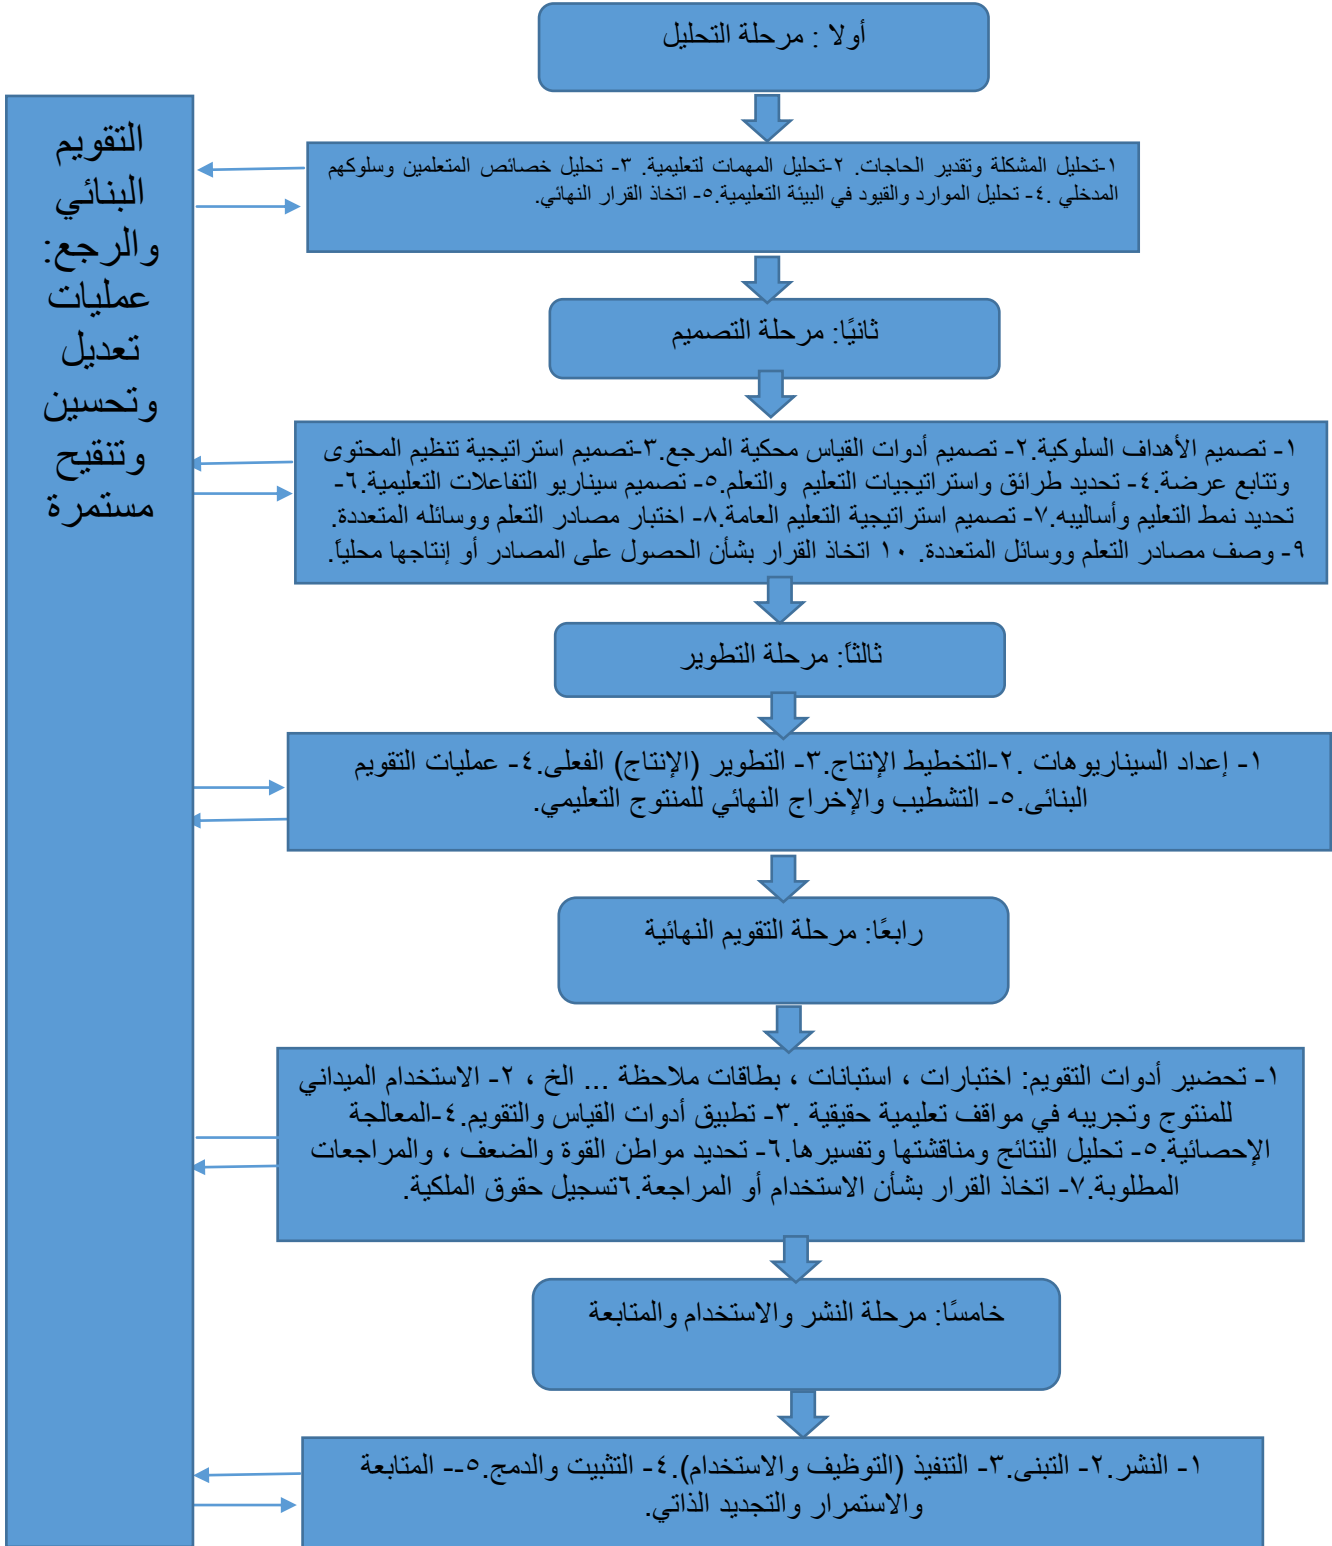 أولا : مرحلة التحليل
التقويم
البنائي
والرجع:
عمليات
تعديل
وتحسين
وتنقيح
مستمرة
١-تحليل المشكلة وتقدير الحاجات. ٢-تحليل المهمات لتعليمية. ٣- تحليل خصائص المتعلمين وسلوكهم
المدخلي .٤- تحليل الموارد والقيود في البيئة التعليمية.٥- اتخاذ القرار النهائي.
ثانيًا: مرحلة التصميم
١- تصميم الأهداف السلوكية.٢- تصميم أدوات القياس محكية المرجع.٣-تصميم استراتيجية تنظيم المحتوى
وتتابع عرضة.٤- تحديد طرائق واستراتيجيات التعليم والتعلم.٥- تصميم سيناريو التفاعلات التعليمية.٦-
تحديد نمط التعليم وأساليبه.٧- تصميم استراتيجية التعليم العامة.٨- اختبار مصادر التعلم ووسائله المتعددة.
٩- وصف مصادر التعلم ووسائل المتعددة. ١٠ اتخاذ القرار بشأن الحصول على المصادر أو إنتاجها محلياً.
ثالثاً: مرحلة التطوير
١- إعداد السيناريوهات .٢-التخطيط الإنتاج.٣- التطوير (الإنتاج) الفعلى.٤- عمليات التقويم
البنائى.٥- التشطيب والإخراج النهائي للمنتوج التعليمي.
رابعًا: مرحلة التقويم النهائية
١- تحضير أدوات التقويم: اختبارات ، استبانات ، بطاقات ملاحظة ... الخ ، ٢- الاستخدام الميداني
للمنتوج وتجريبه في مواقف تعليمية حقيقية .٣- تطبيق أدوات القياس والتقويم.٤-المعالجة
الإحصائية.٥- تحليل النتائج ومناقشتها وتفسيرها.٦- تحديد مواطن القوة والضعف ، والمراجعات
المطلوبة.٧- اتخاذ القرار بشأن الاستخدام أو المراجعة.٦تسجيل حقوق الملكية.
خامسًا: مرحلة النشر والاستخدام والمتابعة
١- النشر.٢- التبنى.٣- التنفيذ (التوظيف والاستخدام).٤- التثبيت والدمج.٥-- المتابعة
والاستمرار والتجديد الذاتي.